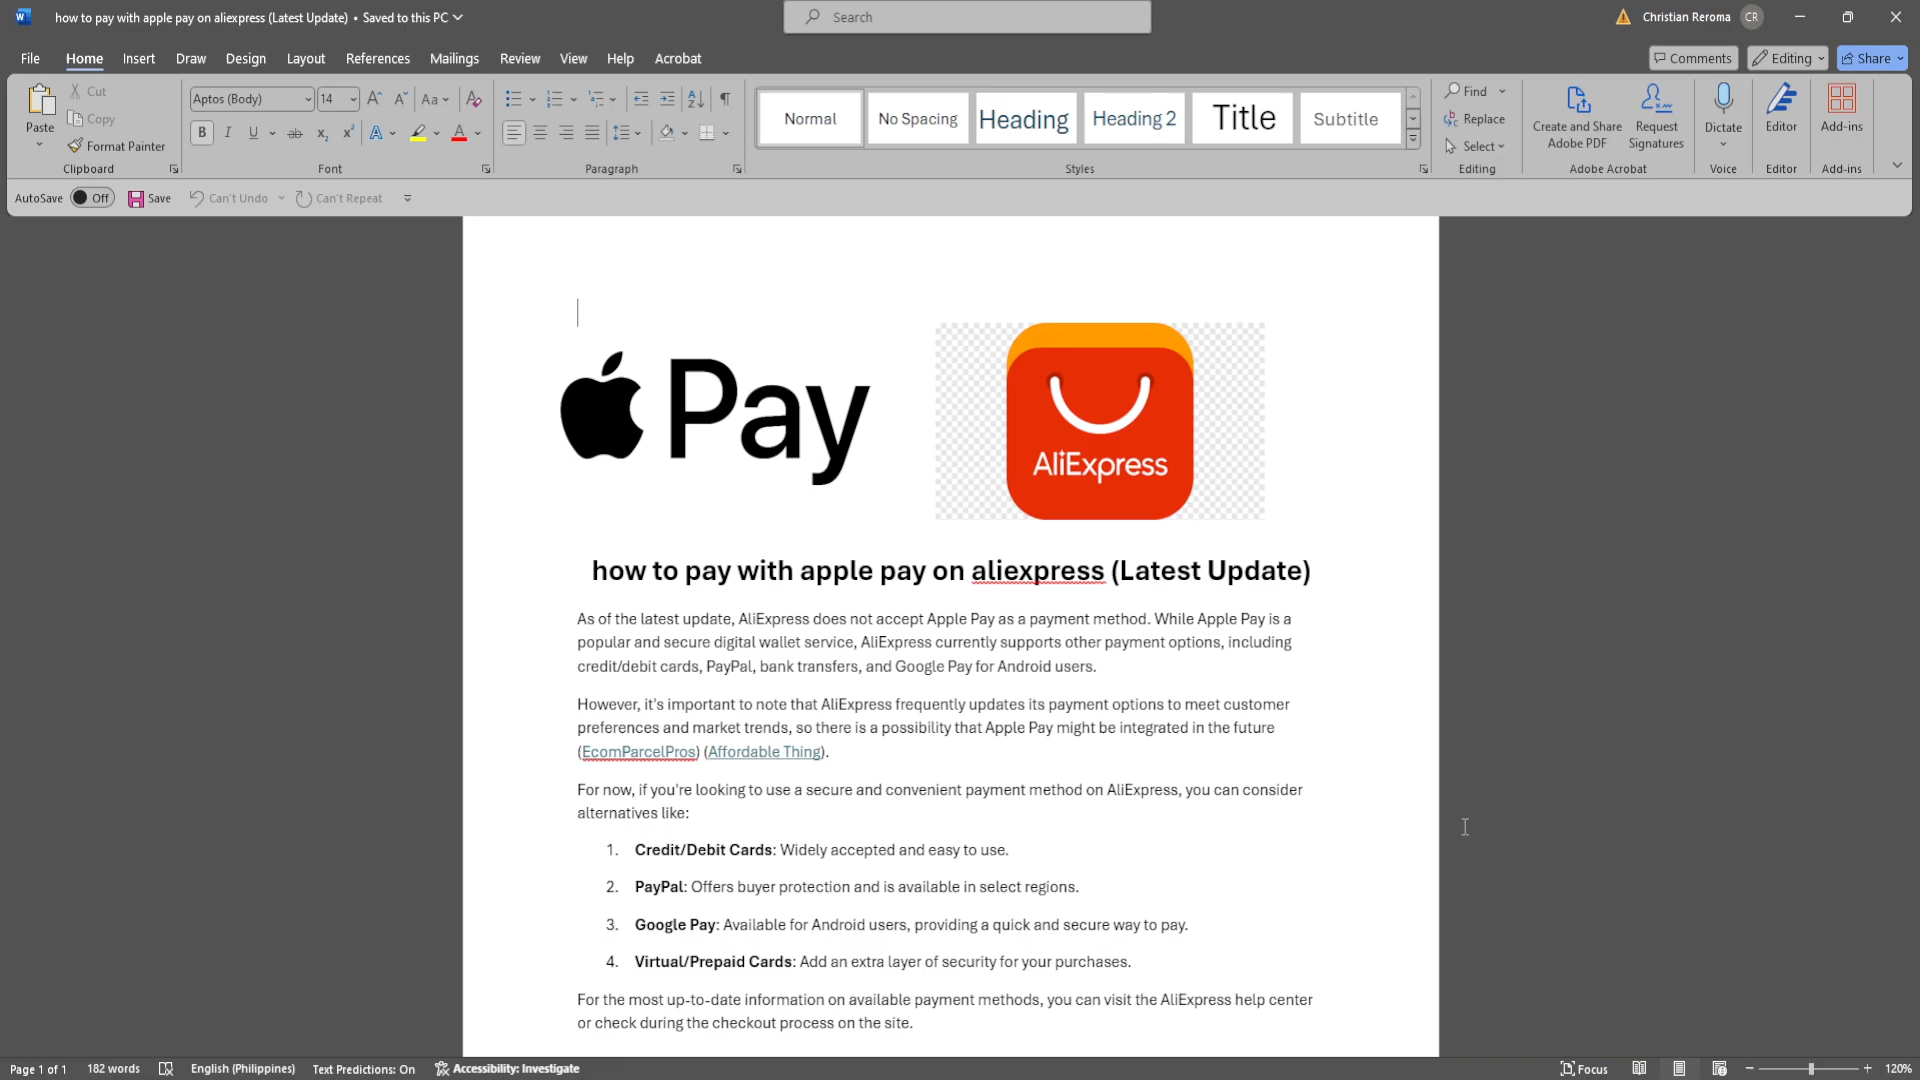 how to pay with apple pay on aliexpress (Latest Update) • Saved to this PC
Search
Christian Reroma CR
File Home Insert Draw Design Layout References Mailings Review View Help Acrobat
Comments Editing Share
Paste
Cut
Copy
Format Painter
Clipboard
Aptos (Body) 14
Font
Paragraph
Normal
No Spacing
Heading
Heading 2
Title
Subtitle
Styles
Find
Replace
Select
Editing
Create and Share
Adobe PDF
Request
Signatures
Adobe Acrobat
Dictate
Voice
Editor
Editor
Add-ins
Add-ins
AutoSave Off Save Can't Undo Can't Repeat
Pay
AliExpress
how to pay with apple pay on aliexpress (Latest Update)
As of the latest update, AliExpress does not accept Apple Pay as a payment method. While Apple Pay is a
popular and secure digital wallet service, AliExpress currently supports other payment options, including
credit/debit cards, PayPal, bank transfers, and Google Pay for Android users.
However, it's important to note that AliExpress frequently updates its payment options to meet customer
preferences and market trends, so there is a possibility that Apple Pay might be integrated in the future
(EcomParcelPros) (Affordable Thing).
For now, if you're looking to use a secure and convenient payment method on AliExpress, you can consider
alternatives like:
1. Credit/Debit Cards: Widely accepted and easy to use.
2. PayPal: Offers buyer protection and is available in select regions.
3. Google Pay: Available for Android users, providing a quick and secure way to pay.
4. Virtual/Prepaid Cards: Add an extra layer of security for your purchases.
For the most up-to-date information on available payment methods, you can visit the AliExpress help center
or check during the checkout process on the site.
Page 1 of 1 182 words English (Philippines) Text Predictions: On Accessibility: Investigate
Focus 120%